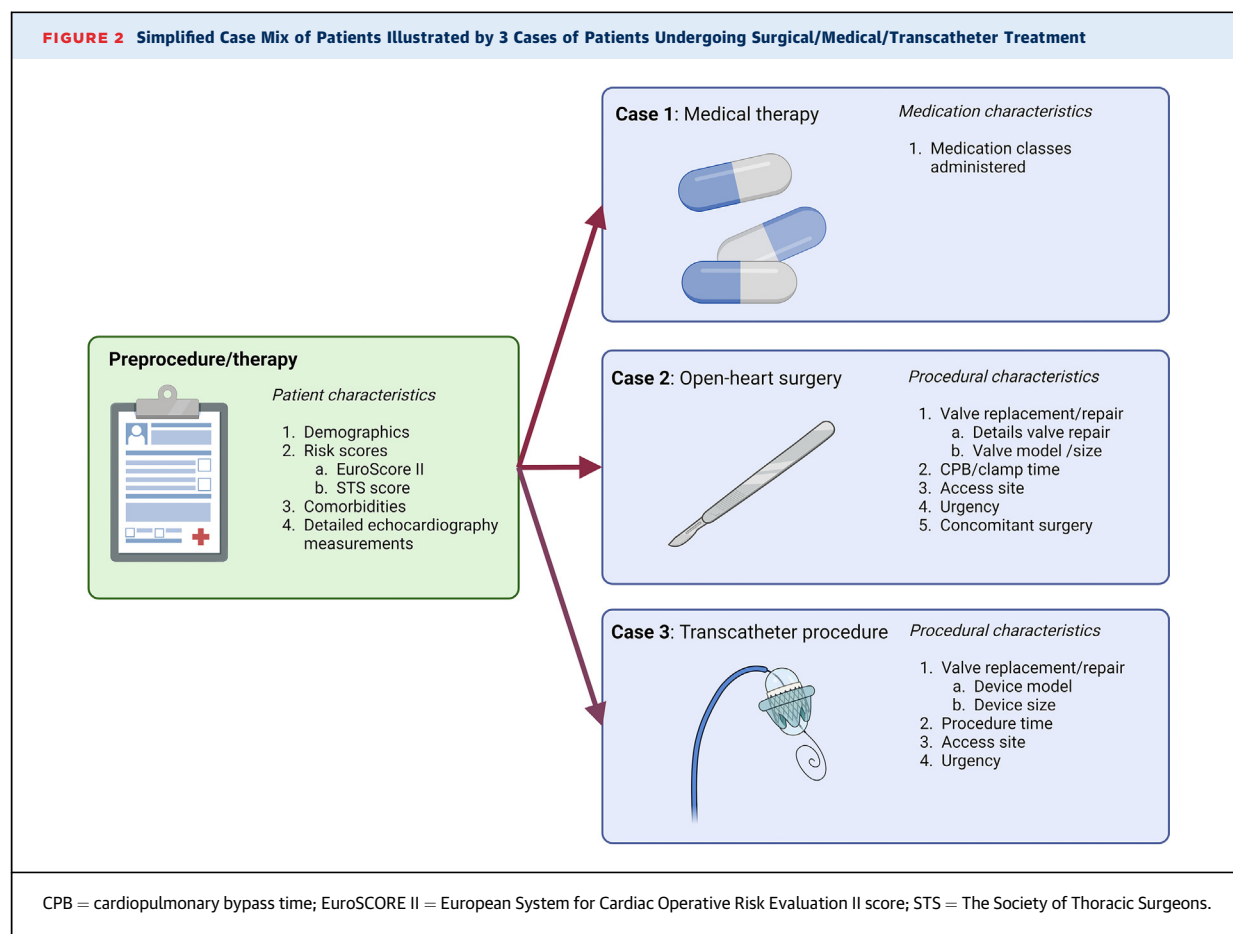 FIGURE 2 Simplified Case Mix of Patients Illustrated by 3 Cases of Patients Undergoing Surgical/Medical/Transcatheter Treatment
Preprocedure/therapy
Patient characteristics
1. Demographics
2. Risk scores
a. EuroScore II
b. STS score
3. Comorbidities
4. Detailed echocardiography
measurements
Case 1: Medical therapy
Medication characteristics
1. Medication classes
administered
Case 2: Open-heart surgery
Procedural characteristics
1. Valve replacement/repair
a. Details valve repair
b. Valve model /size
2. CPB/clamp time
3. Access site
4. Urgency
5. Concomitant surgery
Case 3: Transcatheter procedure
Procedural characteristics
1. Valve replacement/repair
a. Device model
b. Device size
2. Procedure time
3. Access site
4. Urgency
CPB = cardiopulmonary bypass time; EuroSCORE II = European System for Cardiac Operative Risk Evaluation II score; STS = The Society of Thoracic Surgeons.